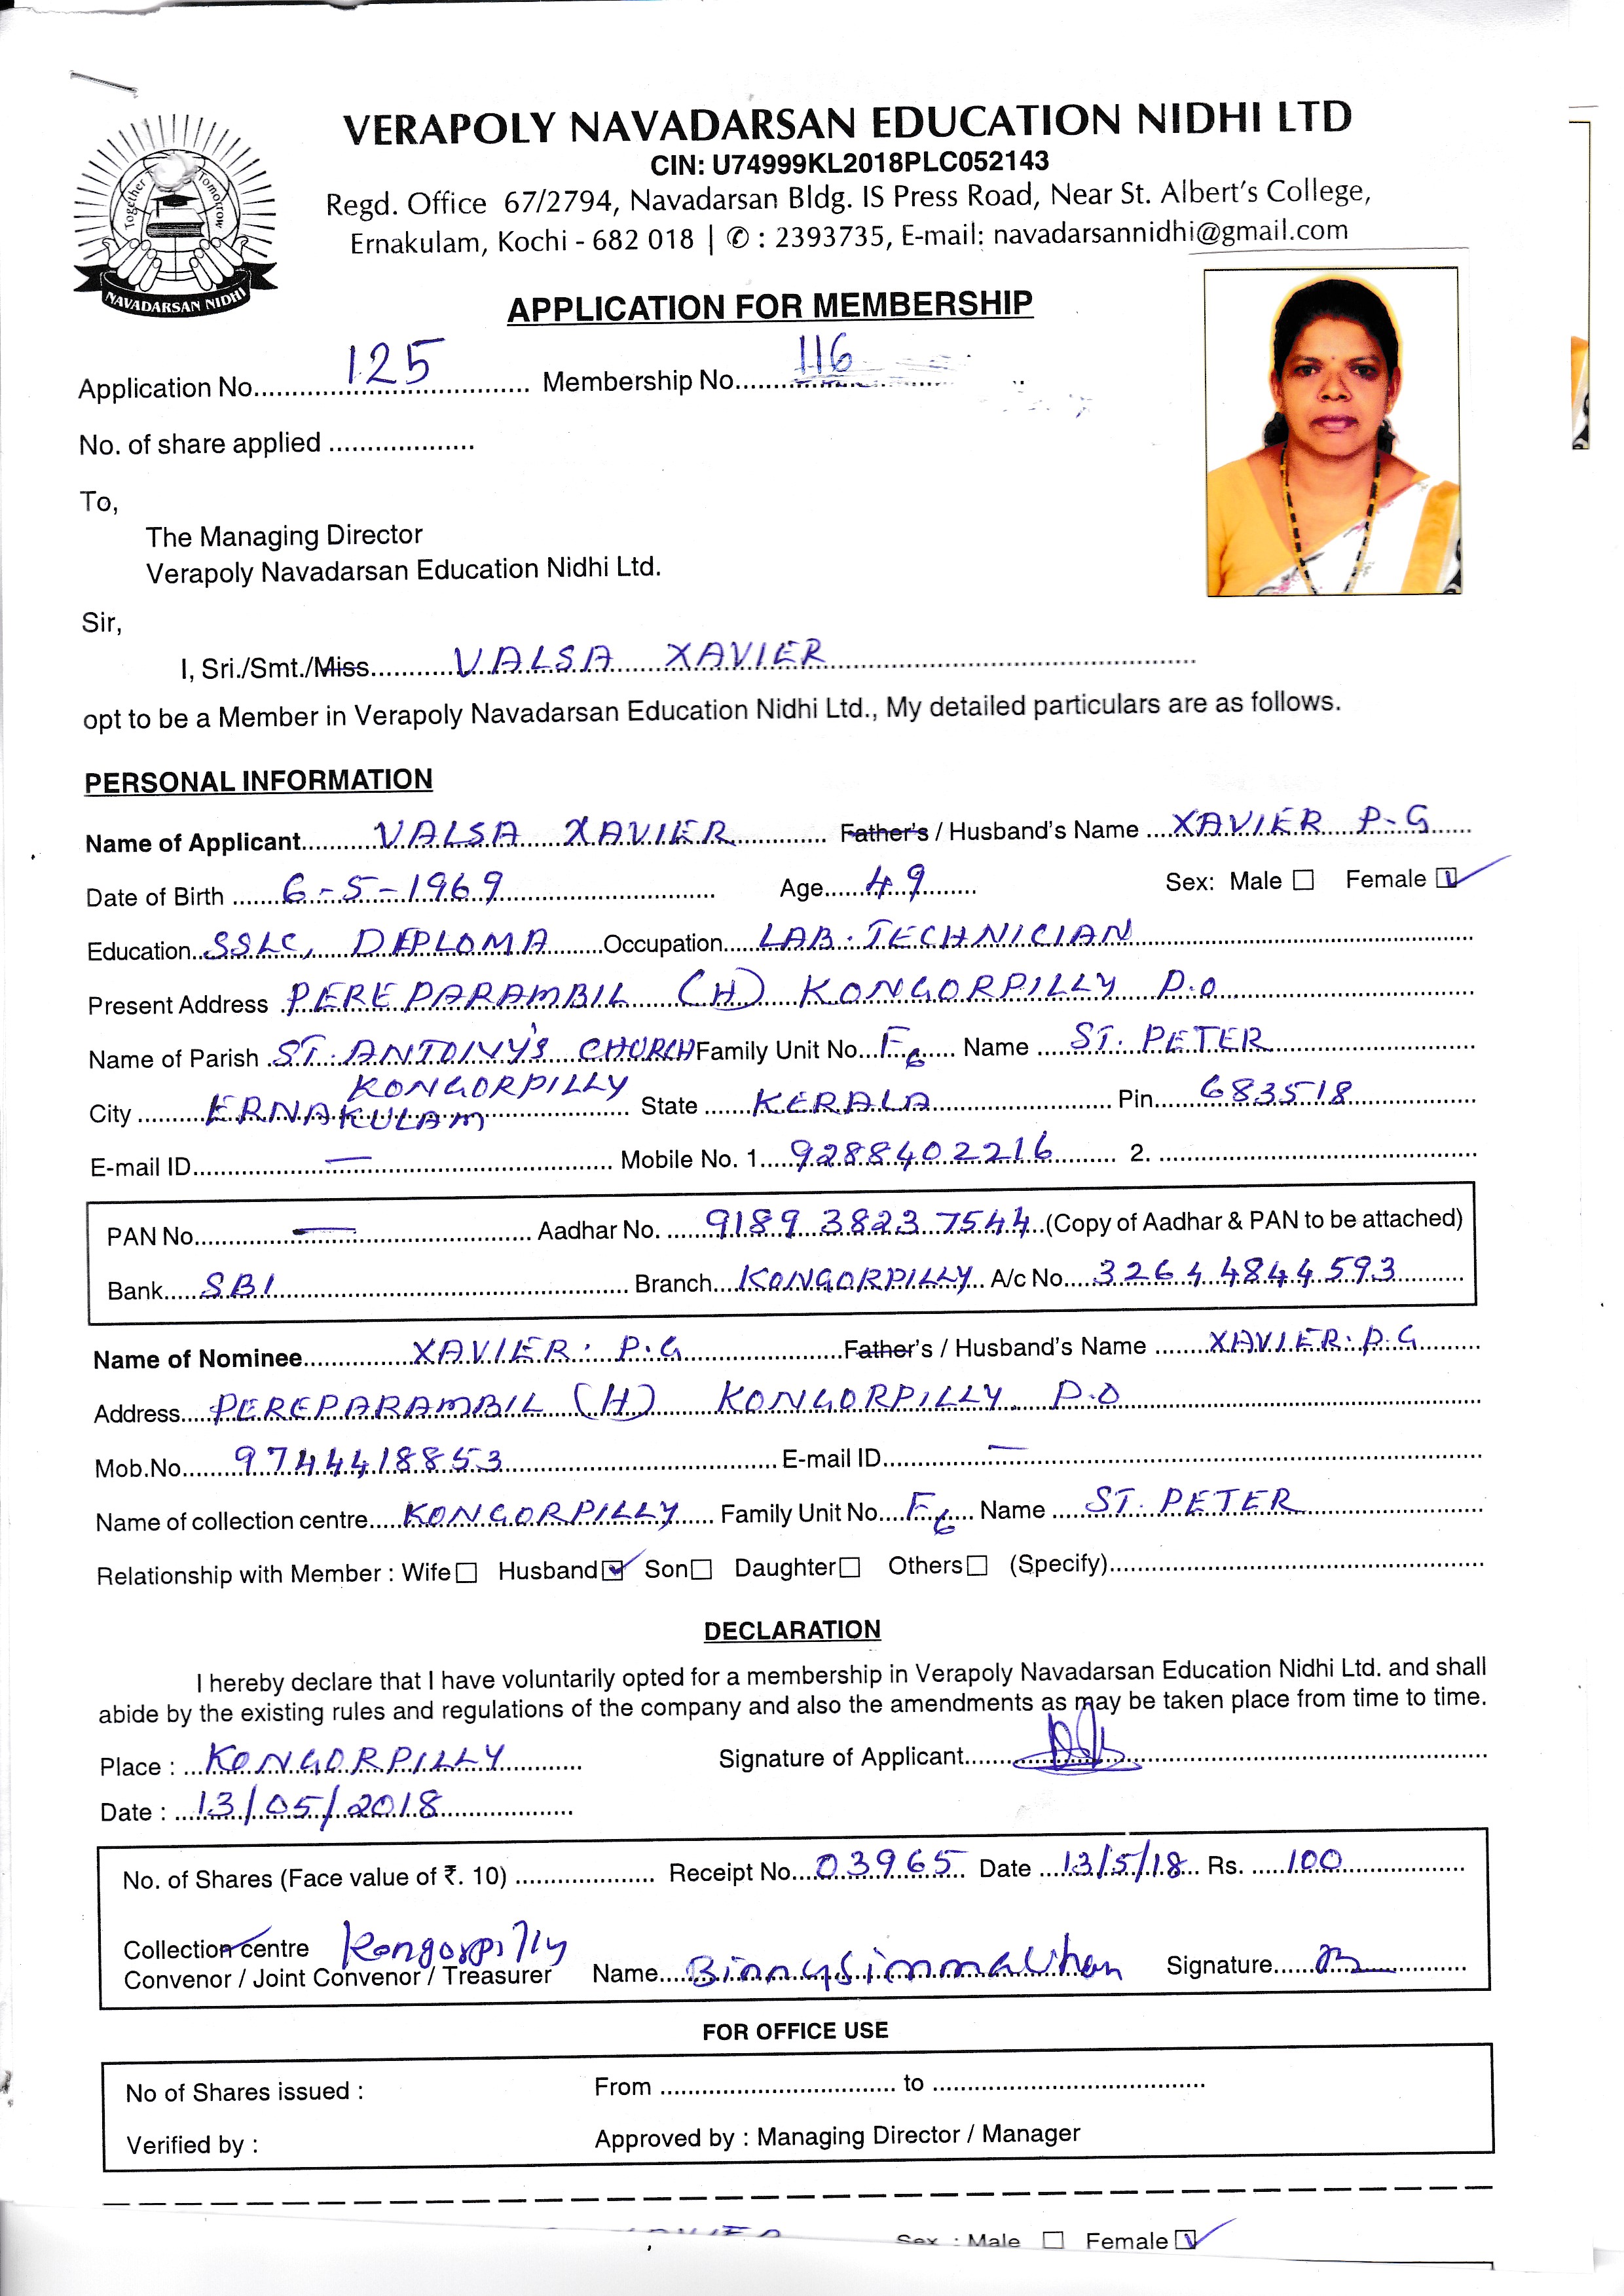 VERAPOLY NAVADARSAN EDUCATION NIDHI LTD
CIN: U74999KL2018PLC052143
Regd. Office 67/2794, Navadarsan Bldg. IS Press Road, Near St. Albert's College,
Ernakulam, Kochi - 682 018 | ✆ : 2393735, E-mail: navadarsannidhi@gmail.com
Together Tomorrow
NAVADARSAN NIDHI
APPLICATION FOR MEMBERSHIP
Application No. 125 Membership No. 116
No. of share applied
To,
The Managing Director
Verapoly Navadarsan Education Nidhi Ltd.
Sir,
I, Sri./Smt./Miss VALSA XAVIER
opt to be a Member in Verapoly Navadarsan Education Nidhi Ltd., My detailed particulars are as follows.
PERSONAL INFORMATION
Name of Applicant VALSA XAVIER Father's / Husband's Name XAVIER P.G
Date of Birth 6-5-1969 Age 49 Sex: Male ☐ Female ☑
Education SSLC, DIPLOMA Occupation LAB. TECHNICIAN
Present Address PEREPARAMBIL (H) KONGORPILLY P.O
Name of Parish ST. ANTONY'S CHURCH Family Unit No. F6 Name ST. PETER
KONGORPILLY
City ERNAKULAM State KERALA Pin 683518
E-mail ID — Mobile No. 1. 9288402216 2.
PAN No. — Aadhar No. 9189 3823 7544 (Copy of Aadhar & PAN to be attached)
Bank SBI Branch KONGORPILLY A/c No. 32644844593
Name of Nominee XAVIER. P.G Father's / Husband's Name XAVIER. P.G
Address PEREPARAMBIL (H) KONGORPILLY. P.O
Mob.No. 9744418853 E-mail ID —
Name of collection centre KONGORPILLY Family Unit No. F6 Name ST. PETER
Relationship with Member : Wife ☐ Husband ☑ Son ☐ Daughter ☐ Others ☐ (Specify)
DECLARATION
I hereby declare that I have voluntarily opted for a membership in Verapoly Navadarsan Education Nidhi Ltd. and shall
abide by the existing rules and regulations of the company and also the amendments as may be taken place from time to time.
Place : KONGORPILLY Signature of Applicant
Date : 13/05/2018
No. of Shares (Face value of ₹. 10) Receipt No. 03965 Date 13/5/18 Rs. 100
Collection centre Kongorpilly
Convenor / Joint Convenor / Treasurer Name Binny Signature
FOR OFFICE USE
No of Shares issued : From to
Verified by : Approved by : Managing Director / Manager
Sex : Male ☐ Female ☑